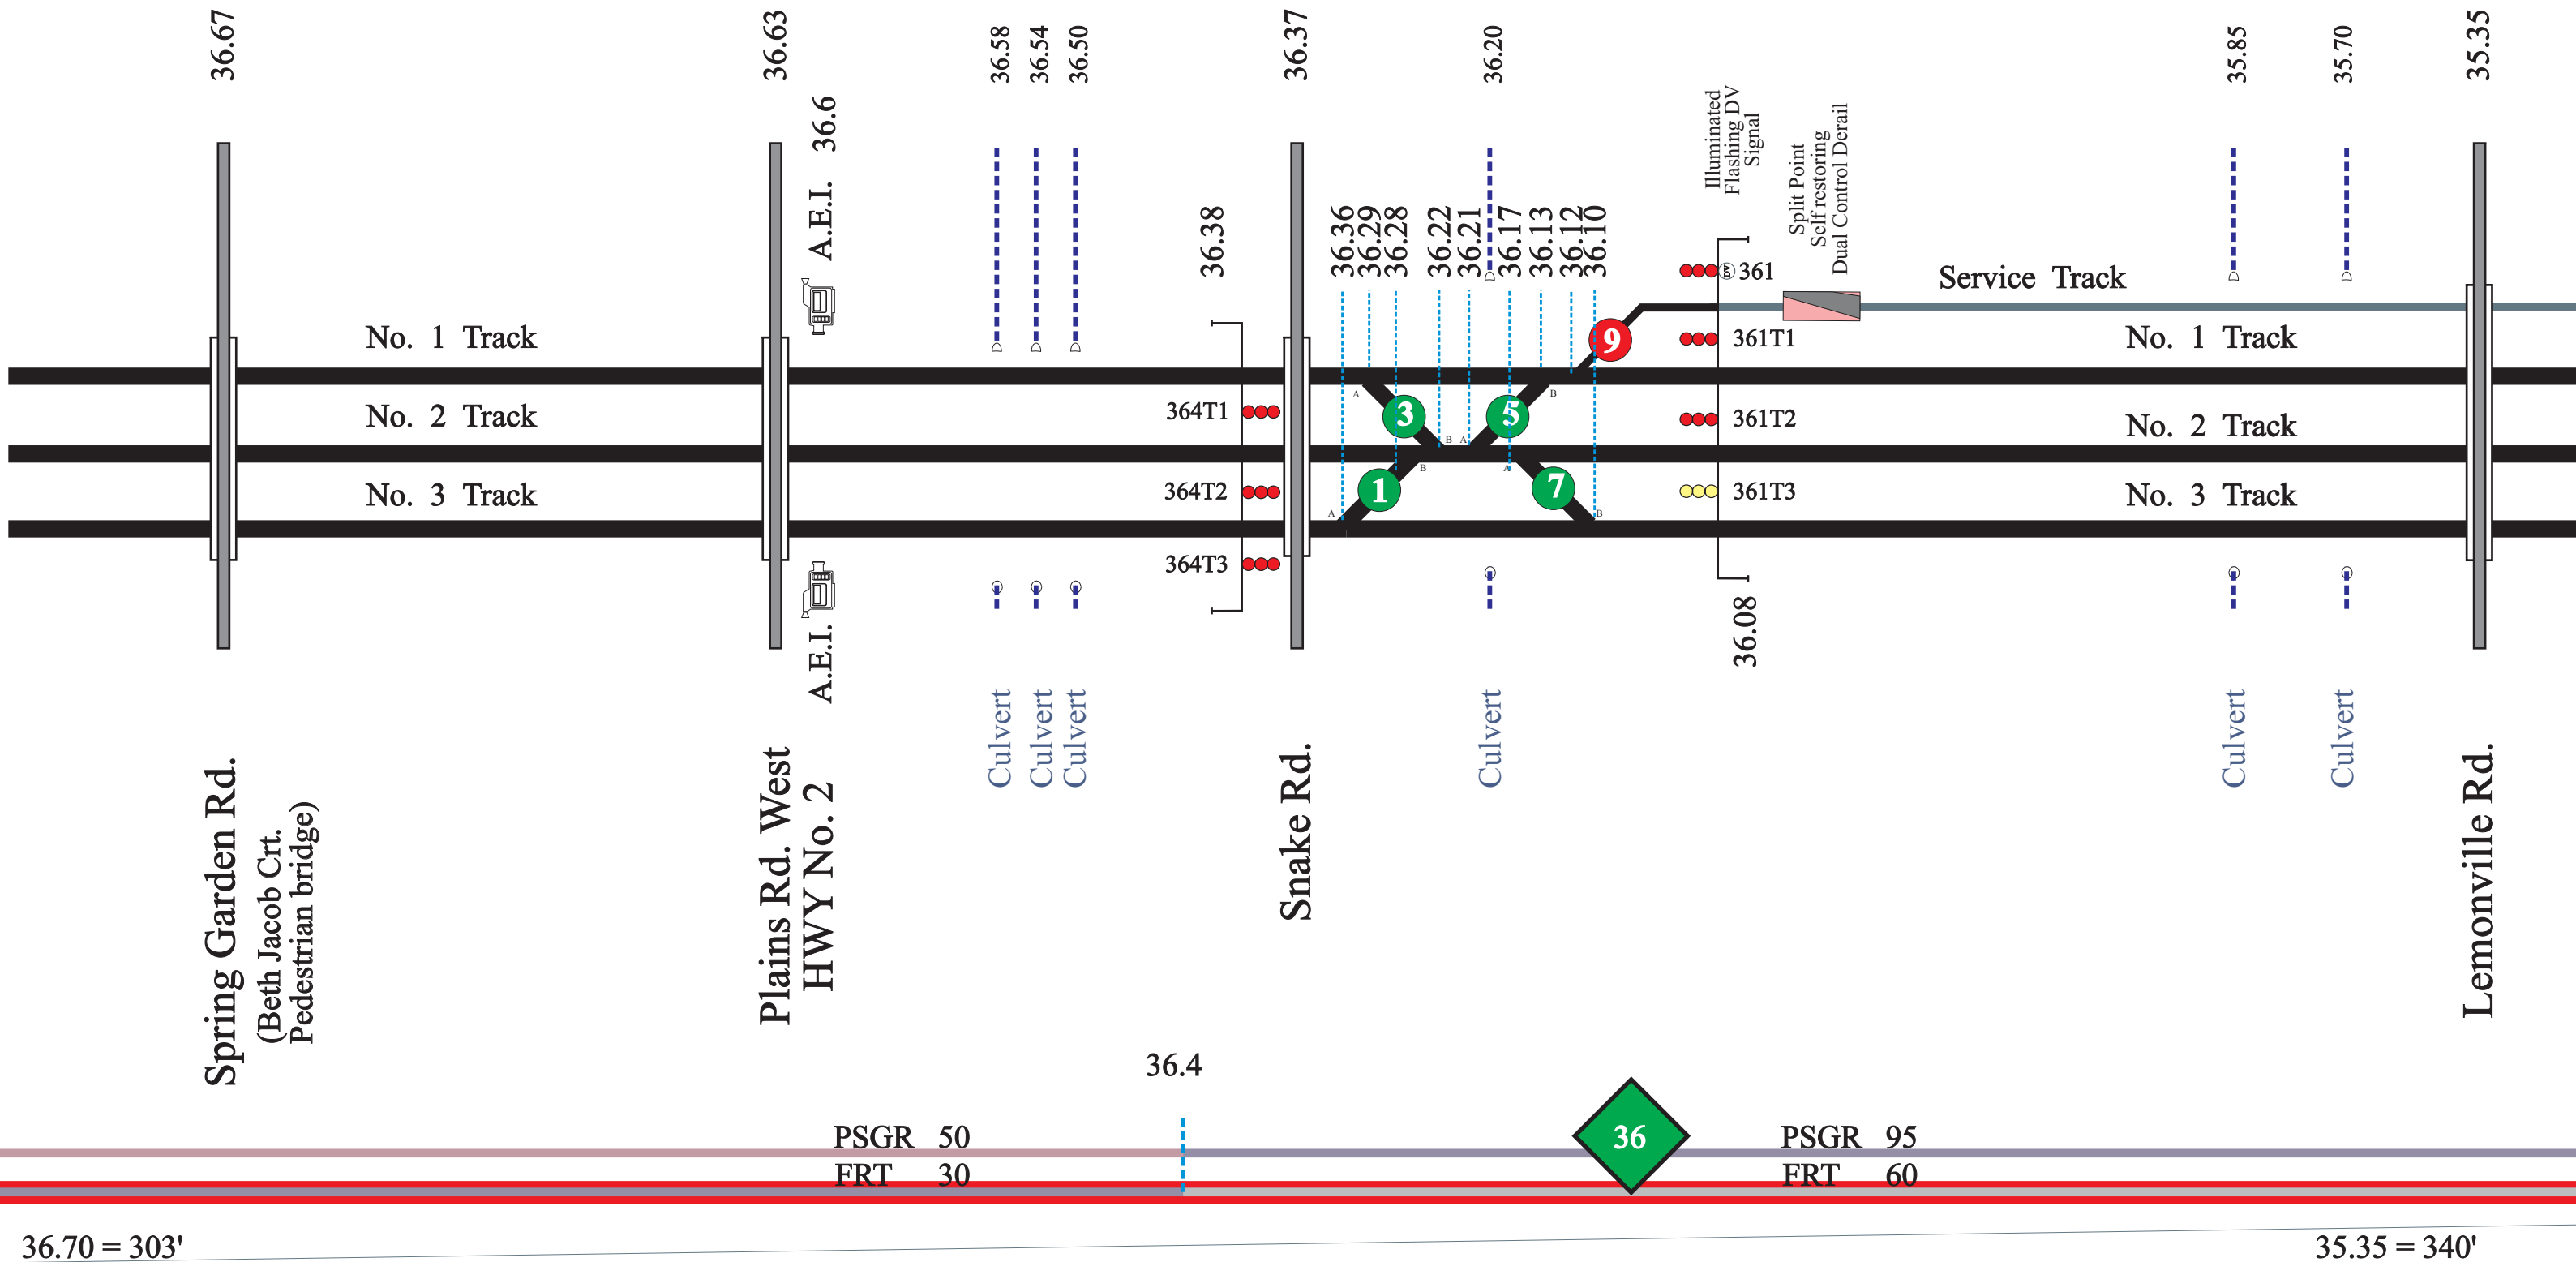 36.67
36.63
36.58
36.54
36.50
36.37
36.20
35.85
35.70
35.35
A.E.I. 36.6
36.38
36.36
36.29
36.28
36.22
36.21
36.17
36.13
36.12
36.10
Illuminated
Flashing DV
Signal
Split Point
Self restoring
Dual Control Derail
DV
361
Service Track
No. 1 Track
9
361T1
No. 1 Track
No. 2 Track
364T1
A
3
5
B
361T2
No. 2 Track
B
A
No. 3 Track
364T2
B
1
A
7
361T3
No. 3 Track
A
B
364T3
A.E.I.
36.08
Culvert
Culvert
Culvert
Culvert
Culvert
Culvert
Spring Garden Rd.
(Beth Jacob Crt.
Pedestrian bridge)
Plains Rd. West
HWY No. 2
Snake Rd.
Lemonville Rd.
36.4
PSGR 50
FRT 30
36
PSGR 95
FRT 60
36.70 = 303'
35.35 = 340'